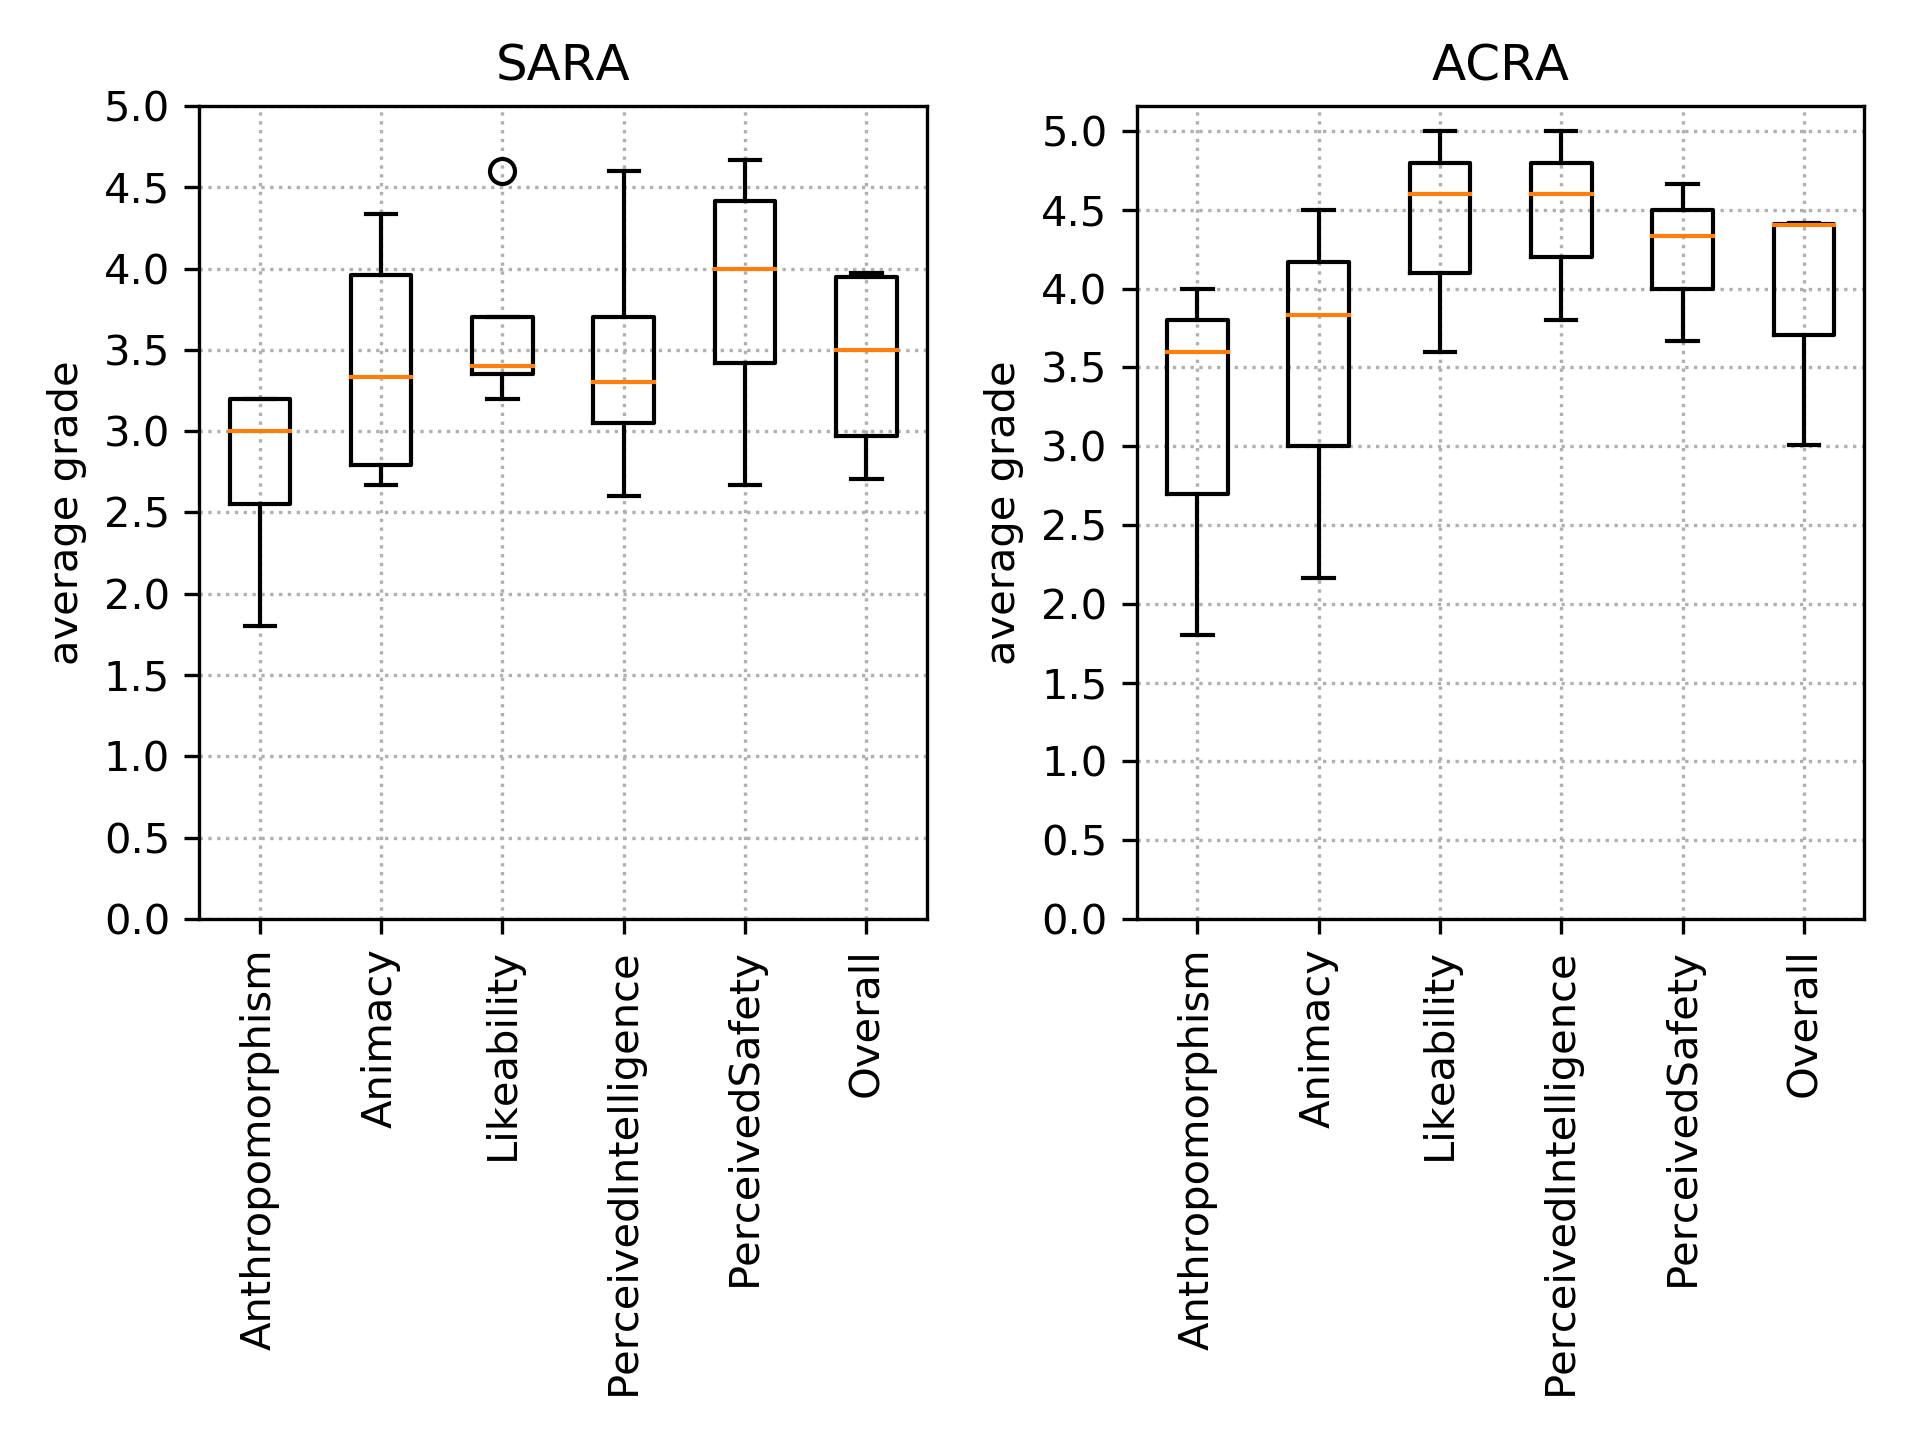 SARA
5.0
4.5
4.0
3.5
3.0
2.5
2.0
1.5
1.0
0.5
0.0
average grade
Anthropomorphism
Animacy
Likeability
PerceivedIntelligence
PerceivedSafety
Overall
ACRA
5.0
4.5
4.0
3.5
3.0
2.5
2.0
1.5
1.0
0.5
0.0
average grade
Anthropomorphism
Animacy
Likeability
PerceivedIntelligence
PerceivedSafety
Overall